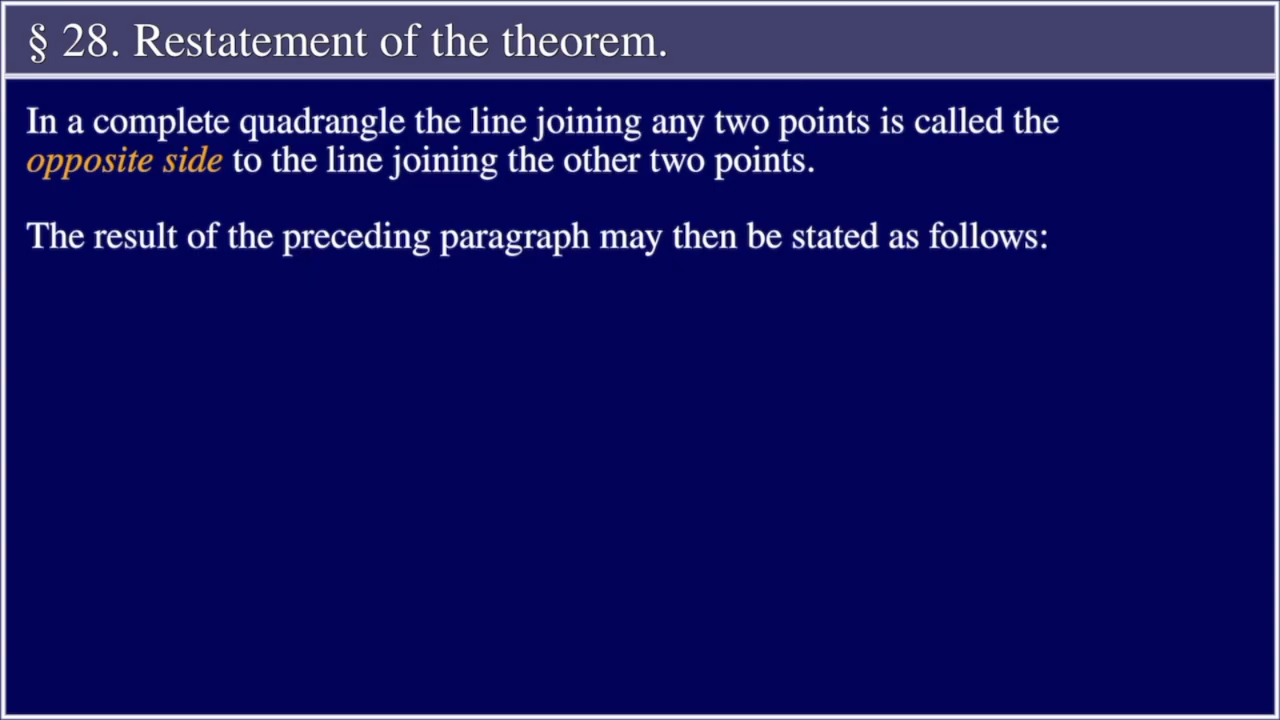 § 28. Restatement of the theorem.
In a complete quadrangle the line joining any two points is called the
opposite side to the line joining the other two points.
The result of the preceding paragraph may then be stated as follows: